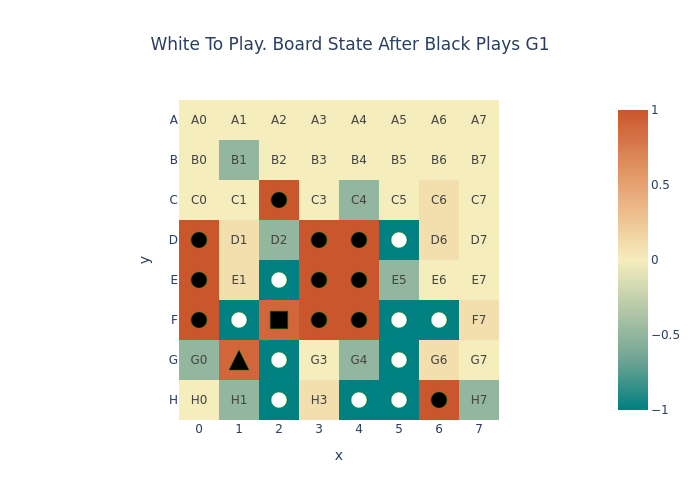 White To Play. Board State After Black Plays G1
A A0 A1 A2 A3 A4 A5 A6 A7
B B0 B1 B2 B3 B4 B5 B6 B7
C C0 C1 C3 C4 C5 C6 C7
D D1 D2 D6 D7
E E1 E5 E6 E7
F F7
G G0 G3 G4 G6 G7
H H0 H1 H3 H7
0 1 2 3 4 5 6 7
x
y
1
0.5
0
−0.5
−1